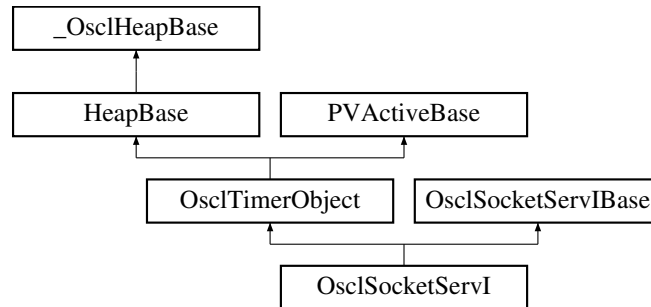 _OsclHeapBase
HeapBase
PVActiveBase
OsclTimerObject
OsclSocketServIBase
OsclSocketServI